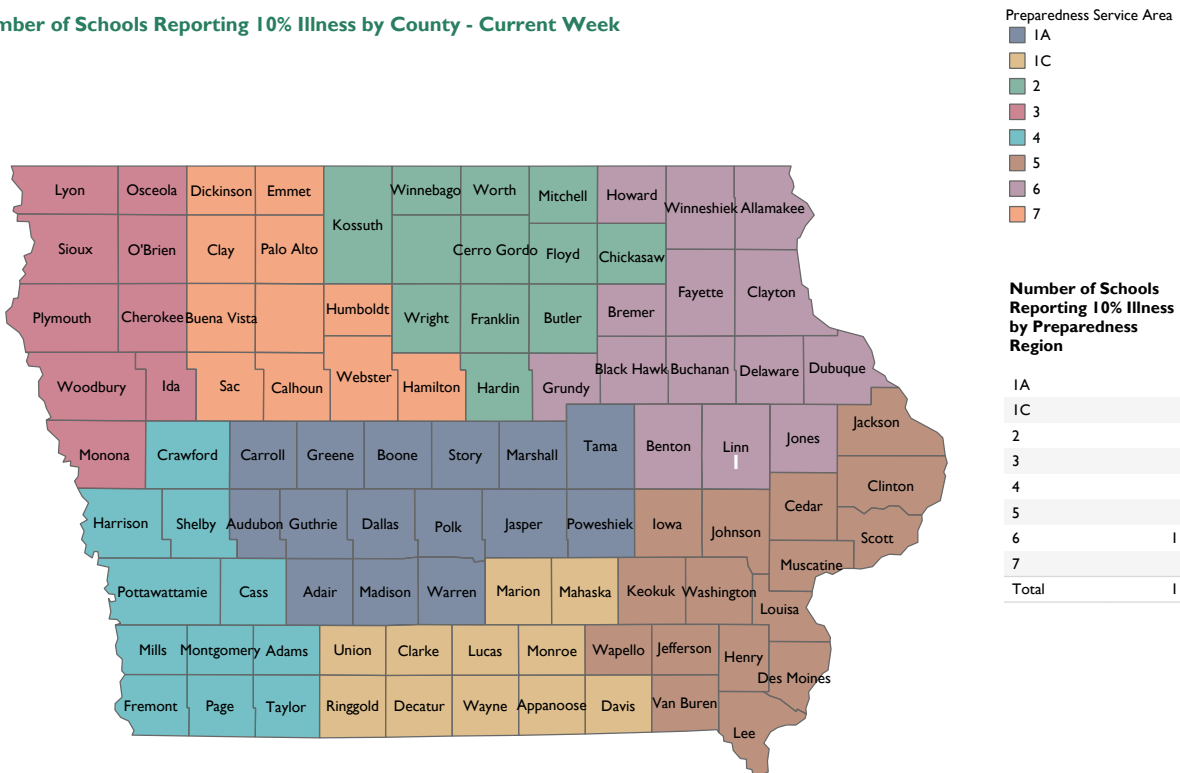 mber of Schools Reporting 10% Illness by County - Current Week
Preparedness Service Area
1A
1C
2
3
4
5
6
7
Lyon
Osceola
Dickinson
Emmet
Winnebago
Worth
Mitchell
Howard
Winneshiek
Allamakee
Kossuth
Sioux
O'Brien
Clay
Palo Alto
Cerro Gordo
Floyd
Chickasaw
Plymouth
Cherokee
Buena Vista
Humboldt
Wright
Franklin
Butler
Bremer
Fayette
Clayton
Woodbury
Ida
Sac
Calhoun
Webster
Hamilton
Hardin
Grundy
Black Hawk
Buchanan
Delaware
Dubuque
Monona
Crawford
Carroll
Greene
Boone
Story
Marshall
Tama
Benton
Linn
1
Jones
Jackson
Clinton
Harrison
Shelby
Audubon
Guthrie
Dallas
Polk
Jasper
Poweshiek
Iowa
Johnson
Cedar
Scott
Muscatine
Pottawattamie
Cass
Adair
Madison
Warren
Marion
Mahaska
Keokuk
Washington
Louisa
Mills
Montgomery
Adams
Union
Clarke
Lucas
Monroe
Wapello
Jefferson
Henry
Des Moines
Fremont
Page
Taylor
Ringgold
Decatur
Wayne
Appanoose
Davis
Van Buren
Lee
Number of Schools
Reporting 10% Illness
by Preparedness
Region
1A
1C
2
3
4
5
6 1
7
Total 1